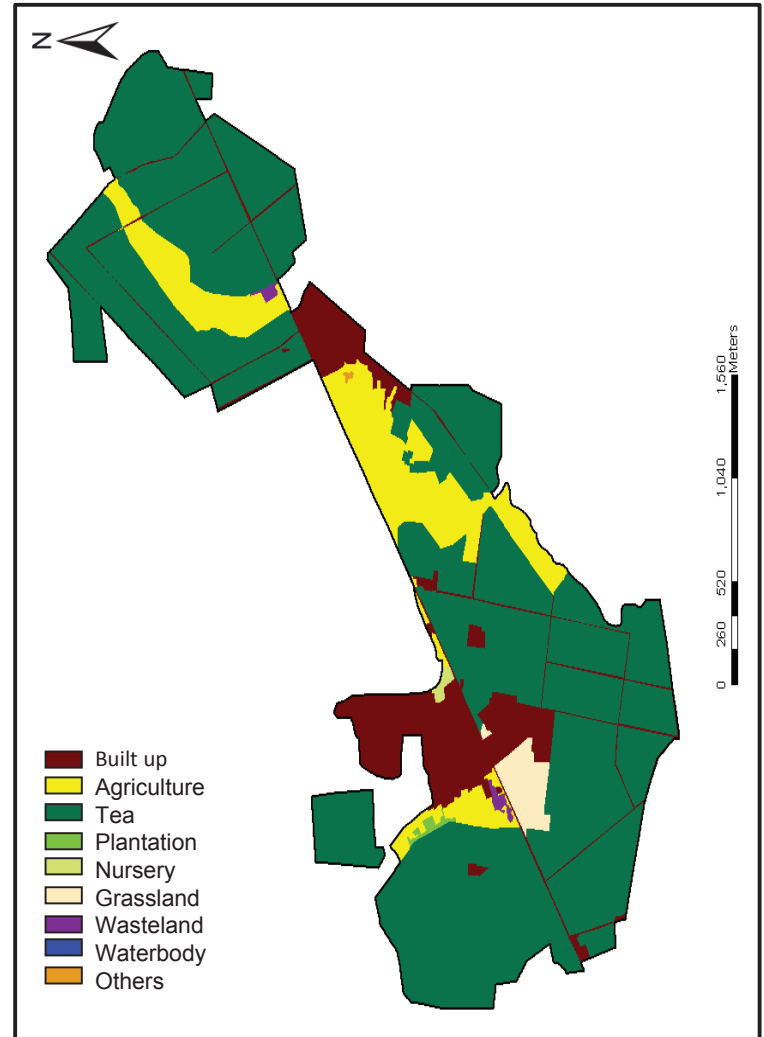 N
1,560
Meters
1,040
520
260
0
Built up
Agriculture
Tea
Plantation
Nursery
Grassland
Wasteland
Waterbody
Others